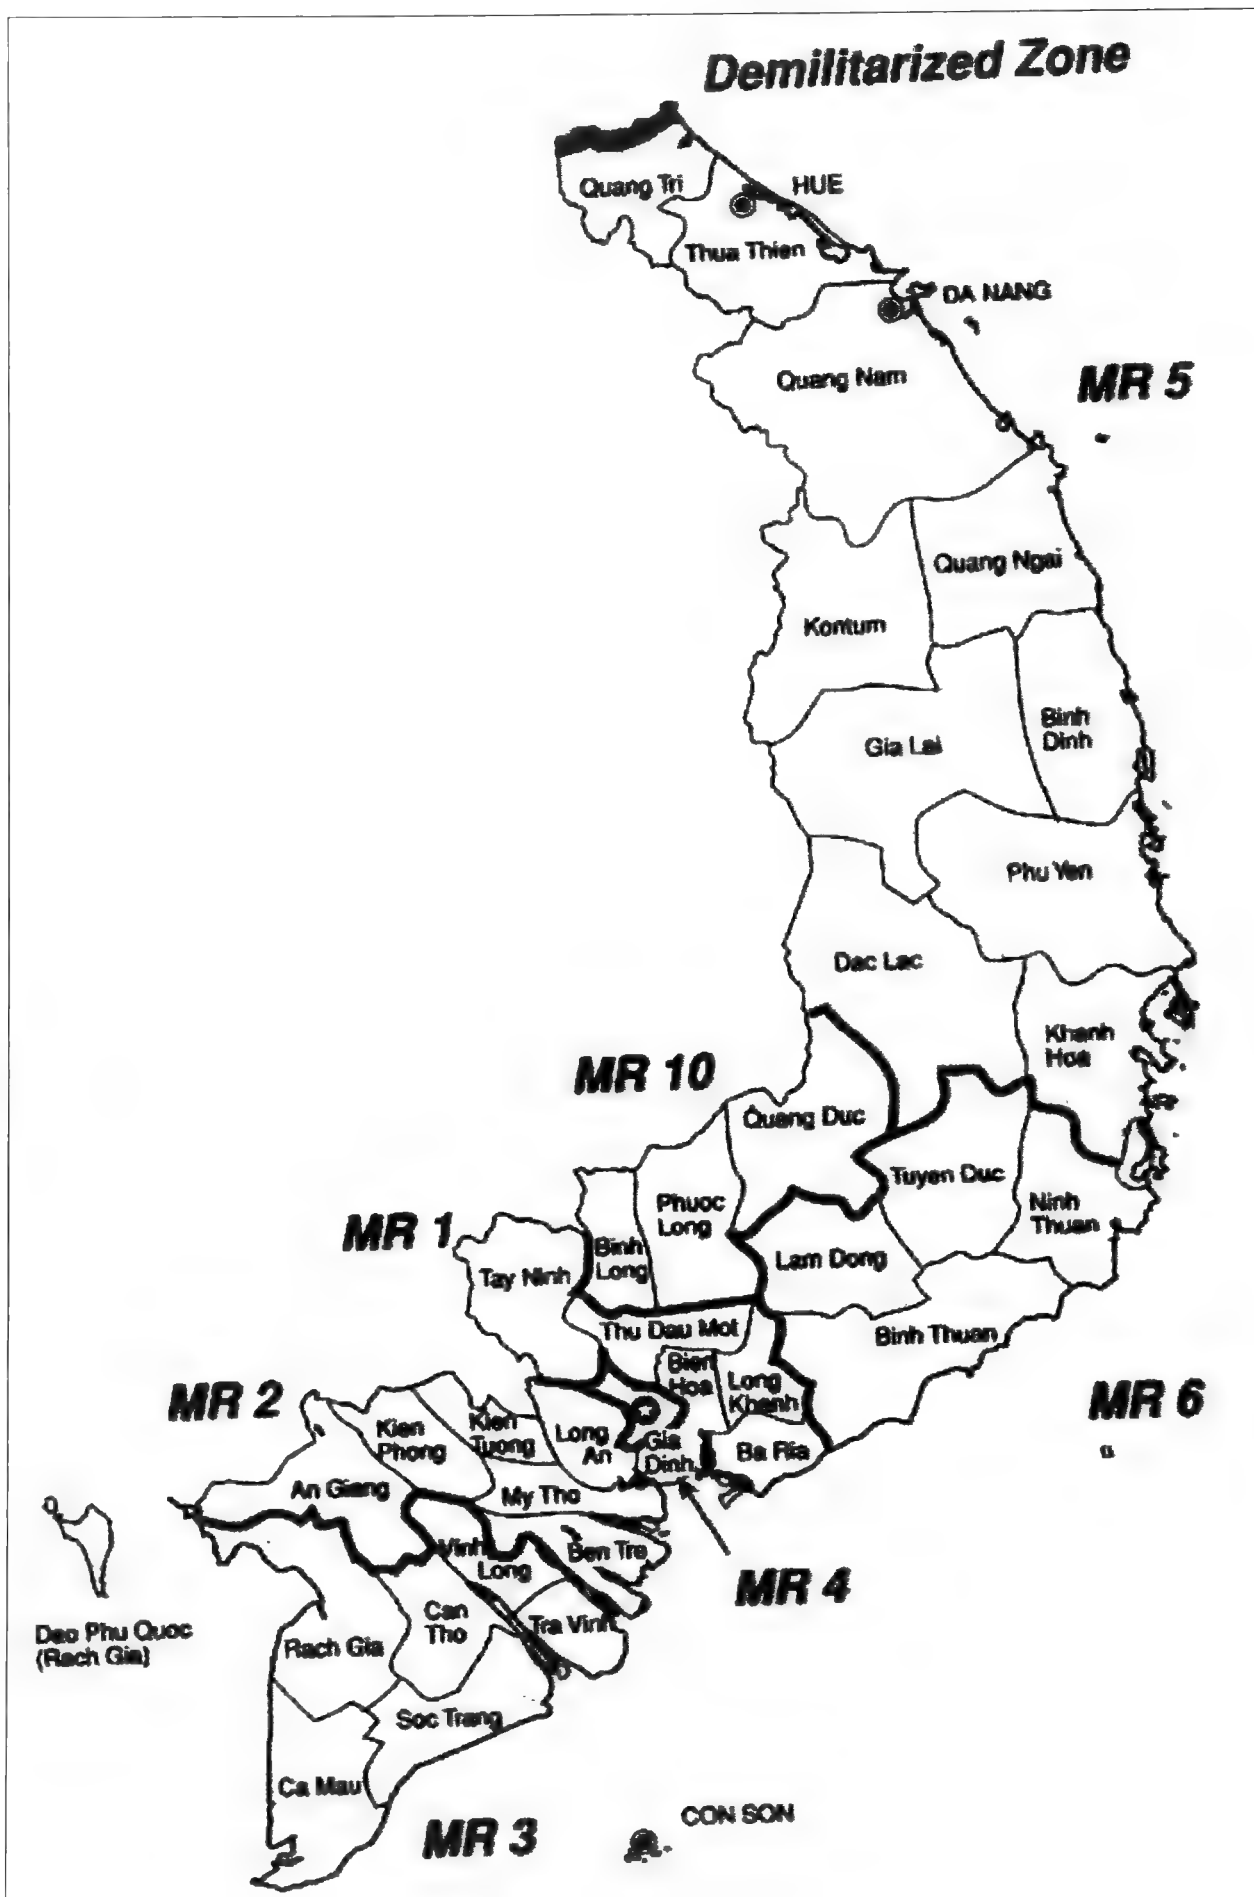 Demilitarized Zone
Quang Tri
HUE
Thua Thien
DA NANG
Quang Nam
MR 5
Quang Ngai
Kontum
Binh
Dinh
Gia Lai
Phu Yen
Dac Lac
Khanh
Hoa
MR 10
Quang Duc
Tuyen Duc
Phuoc
Long
Ninh
Thuan
MR 1
Binh
Long
Lam Dong
Tay Ninh
Thu Dau Mot
Binh Thuan
Bien
Hoa
Long
Khanh
MR 2
MR 6
Kien
Phong
Kien
Tuong
Long
An
Gia
Dinh
Ba Ria
An Giang
My Tho
Vinh
Long
Ben Tre
MR 4
Can
Tho
Tra Vinh
Dao Phu Quoc
(Rach Gia)
Rach Gia
Soc Trang
Ca Mau
MR 3
CON SON